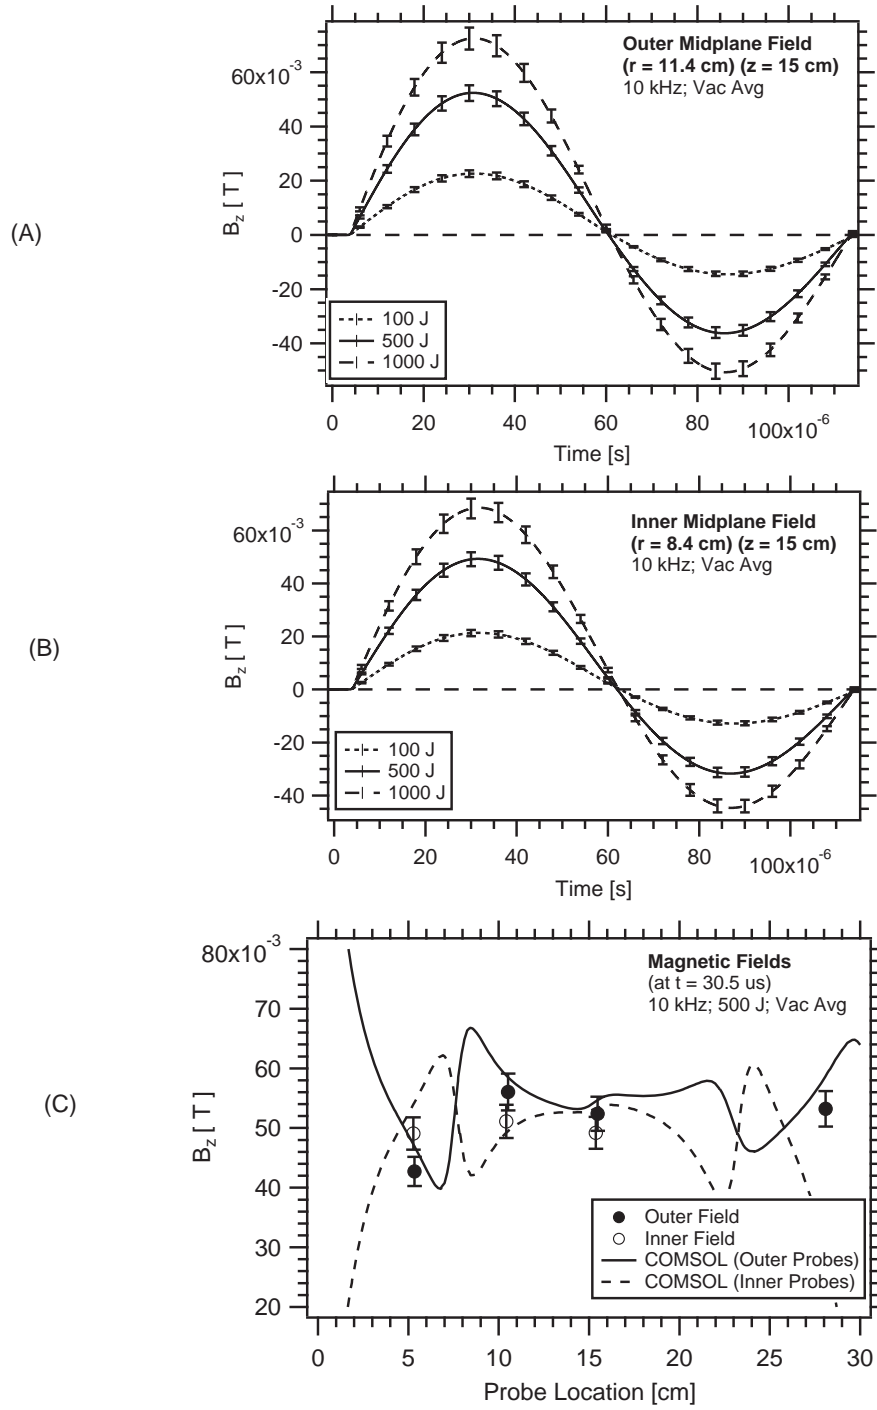 (A)
Outer Midplane Field
(r = 11.4 cm) (z = 15 cm)
10 kHz; Vac Avg
60x10-3
40
20
0
-20
-40
Bz [ T ]
100 J
500 J
1000 J
0 20 40 60 80 100x10-6
Time [s]
(B)
Inner Midplane Field
(r = 8.4 cm) (z = 15 cm)
10 kHz; Vac Avg
60x10-3
40
20
0
-20
-40
Bz [ T ]
100 J
500 J
1000 J
0 20 40 60 80 100x10-6
Time [s]
(C)
Magnetic Fields
(at t = 30.5 us)
10 kHz; 500 J; Vac Avg
80x10-3
70
60
50
40
30
20
Bz [ T ]
Outer Field
Inner Field
COMSOL (Outer Probes)
COMSOL (Inner Probes)
0 5 10 15 20 25 30
Probe Location [cm]